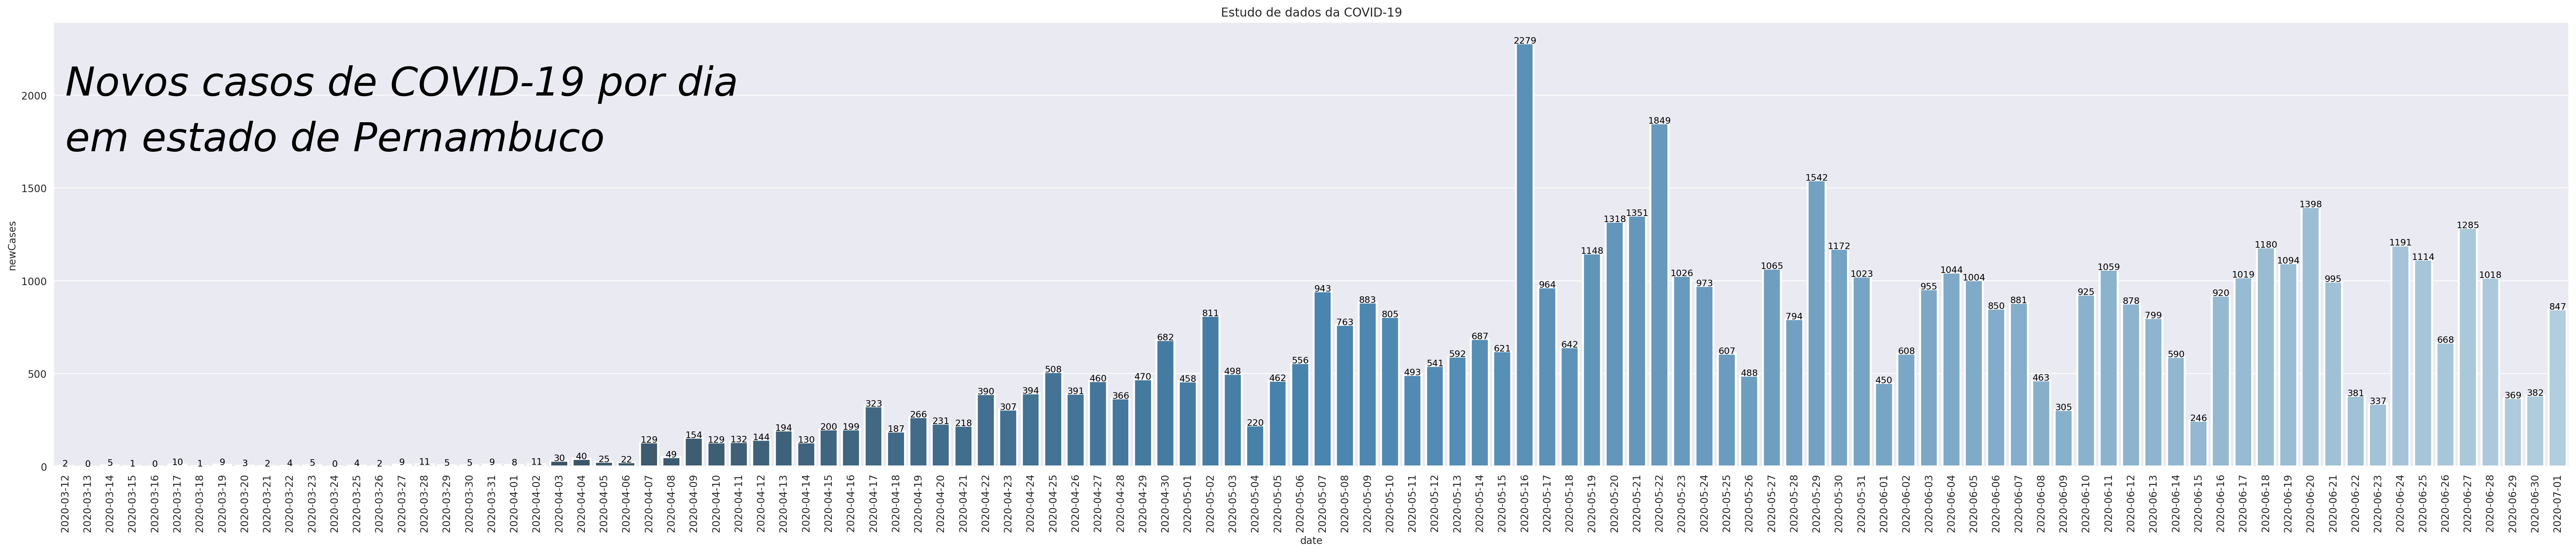 Estudo de dados da COVID-19
Novos casos de COVID-19 por dia
em estado de Pernambuco
newCases
2000
1500
1000
500
0
2 0 5 1 0 10 1 9 3 2 4 5 0 4 2 9 11 5 5 9 8 11 30 40 25 22 129 49 154 129 132 144 194 130 200 199 323 187 266 231 218 390 307 394 508 391 460 366 470 682 458 811 498 220 462 556 943 763 883 805 493 541 592 687 621 2279 964 642 1148 1318 1351 1849 1026 973 607 488 1065 794 1542 1172 1023 450 608 955 1044 1004 850 881 463 305 925 1059 878 799 590 246 920 1019 1180 1094 1398 995 381 337 1191 1114 668 1285 1018 369 382 847
2020-03-12 2020-03-13 2020-03-14 2020-03-15 2020-03-16 2020-03-17 2020-03-18 2020-03-19 2020-03-20 2020-03-21 2020-03-22 2020-03-23 2020-03-24 2020-03-25 2020-03-26 2020-03-27 2020-03-28 2020-03-29 2020-03-30 2020-03-31 2020-04-01 2020-04-02 2020-04-03 2020-04-04 2020-04-05 2020-04-06 2020-04-07 2020-04-08 2020-04-09 2020-04-10 2020-04-11 2020-04-12 2020-04-13 2020-04-14 2020-04-15 2020-04-16 2020-04-17 2020-04-18 2020-04-19 2020-04-20 2020-04-21 2020-04-22 2020-04-23 2020-04-24 2020-04-25 2020-04-26 2020-04-27 2020-04-28 2020-04-29 2020-04-30 2020-05-01 2020-05-02 2020-05-03 2020-05-04 2020-05-05 2020-05-06 2020-05-07 2020-05-08 2020-05-09 2020-05-10 2020-05-11 2020-05-12 2020-05-13 2020-05-14 2020-05-15 2020-05-16 2020-05-17 2020-05-18 2020-05-19 2020-05-20 2020-05-21 2020-05-22 2020-05-23 2020-05-24 2020-05-25 2020-05-26 2020-05-27 2020-05-28 2020-05-29 2020-05-30 2020-05-31 2020-06-01 2020-06-02 2020-06-03 2020-06-04 2020-06-05 2020-06-06 2020-06-07 2020-06-08 2020-06-09 2020-06-10 2020-06-11 2020-06-12 2020-06-13 2020-06-14 2020-06-15 2020-06-16 2020-06-17 2020-06-18 2020-06-19 2020-06-20 2020-06-21 2020-06-22 2020-06-23 2020-06-24 2020-06-25 2020-06-26 2020-06-27 2020-06-28 2020-06-29 2020-06-30 2020-07-01
date